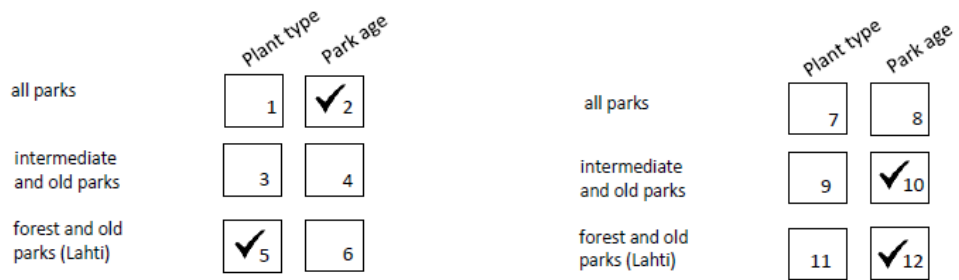 Plant type Park age
all parks 1 2
intermediate
and old parks 3 4
forest and old
parks (Lahti) 5 6
Plant type Park age
all parks 7 8
intermediate
and old parks 9 10
forest and old
parks (Lahti) 11 12